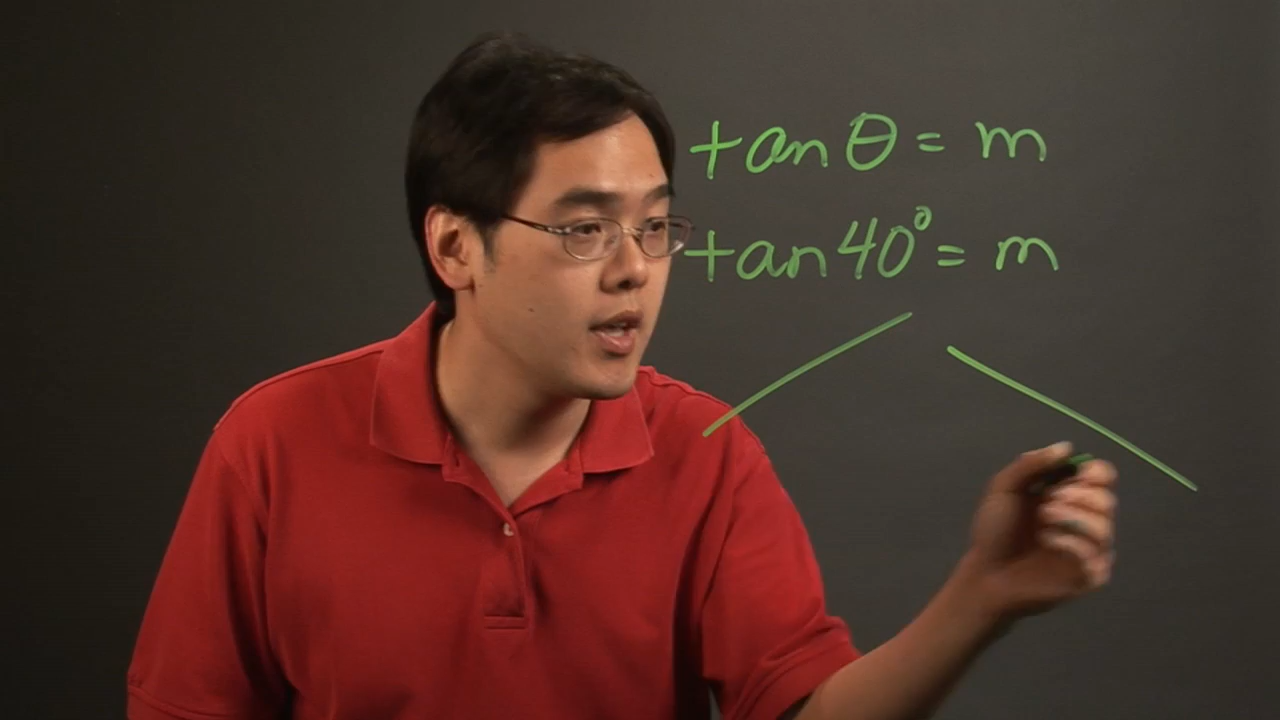 tan θ = m
tan 40° = m